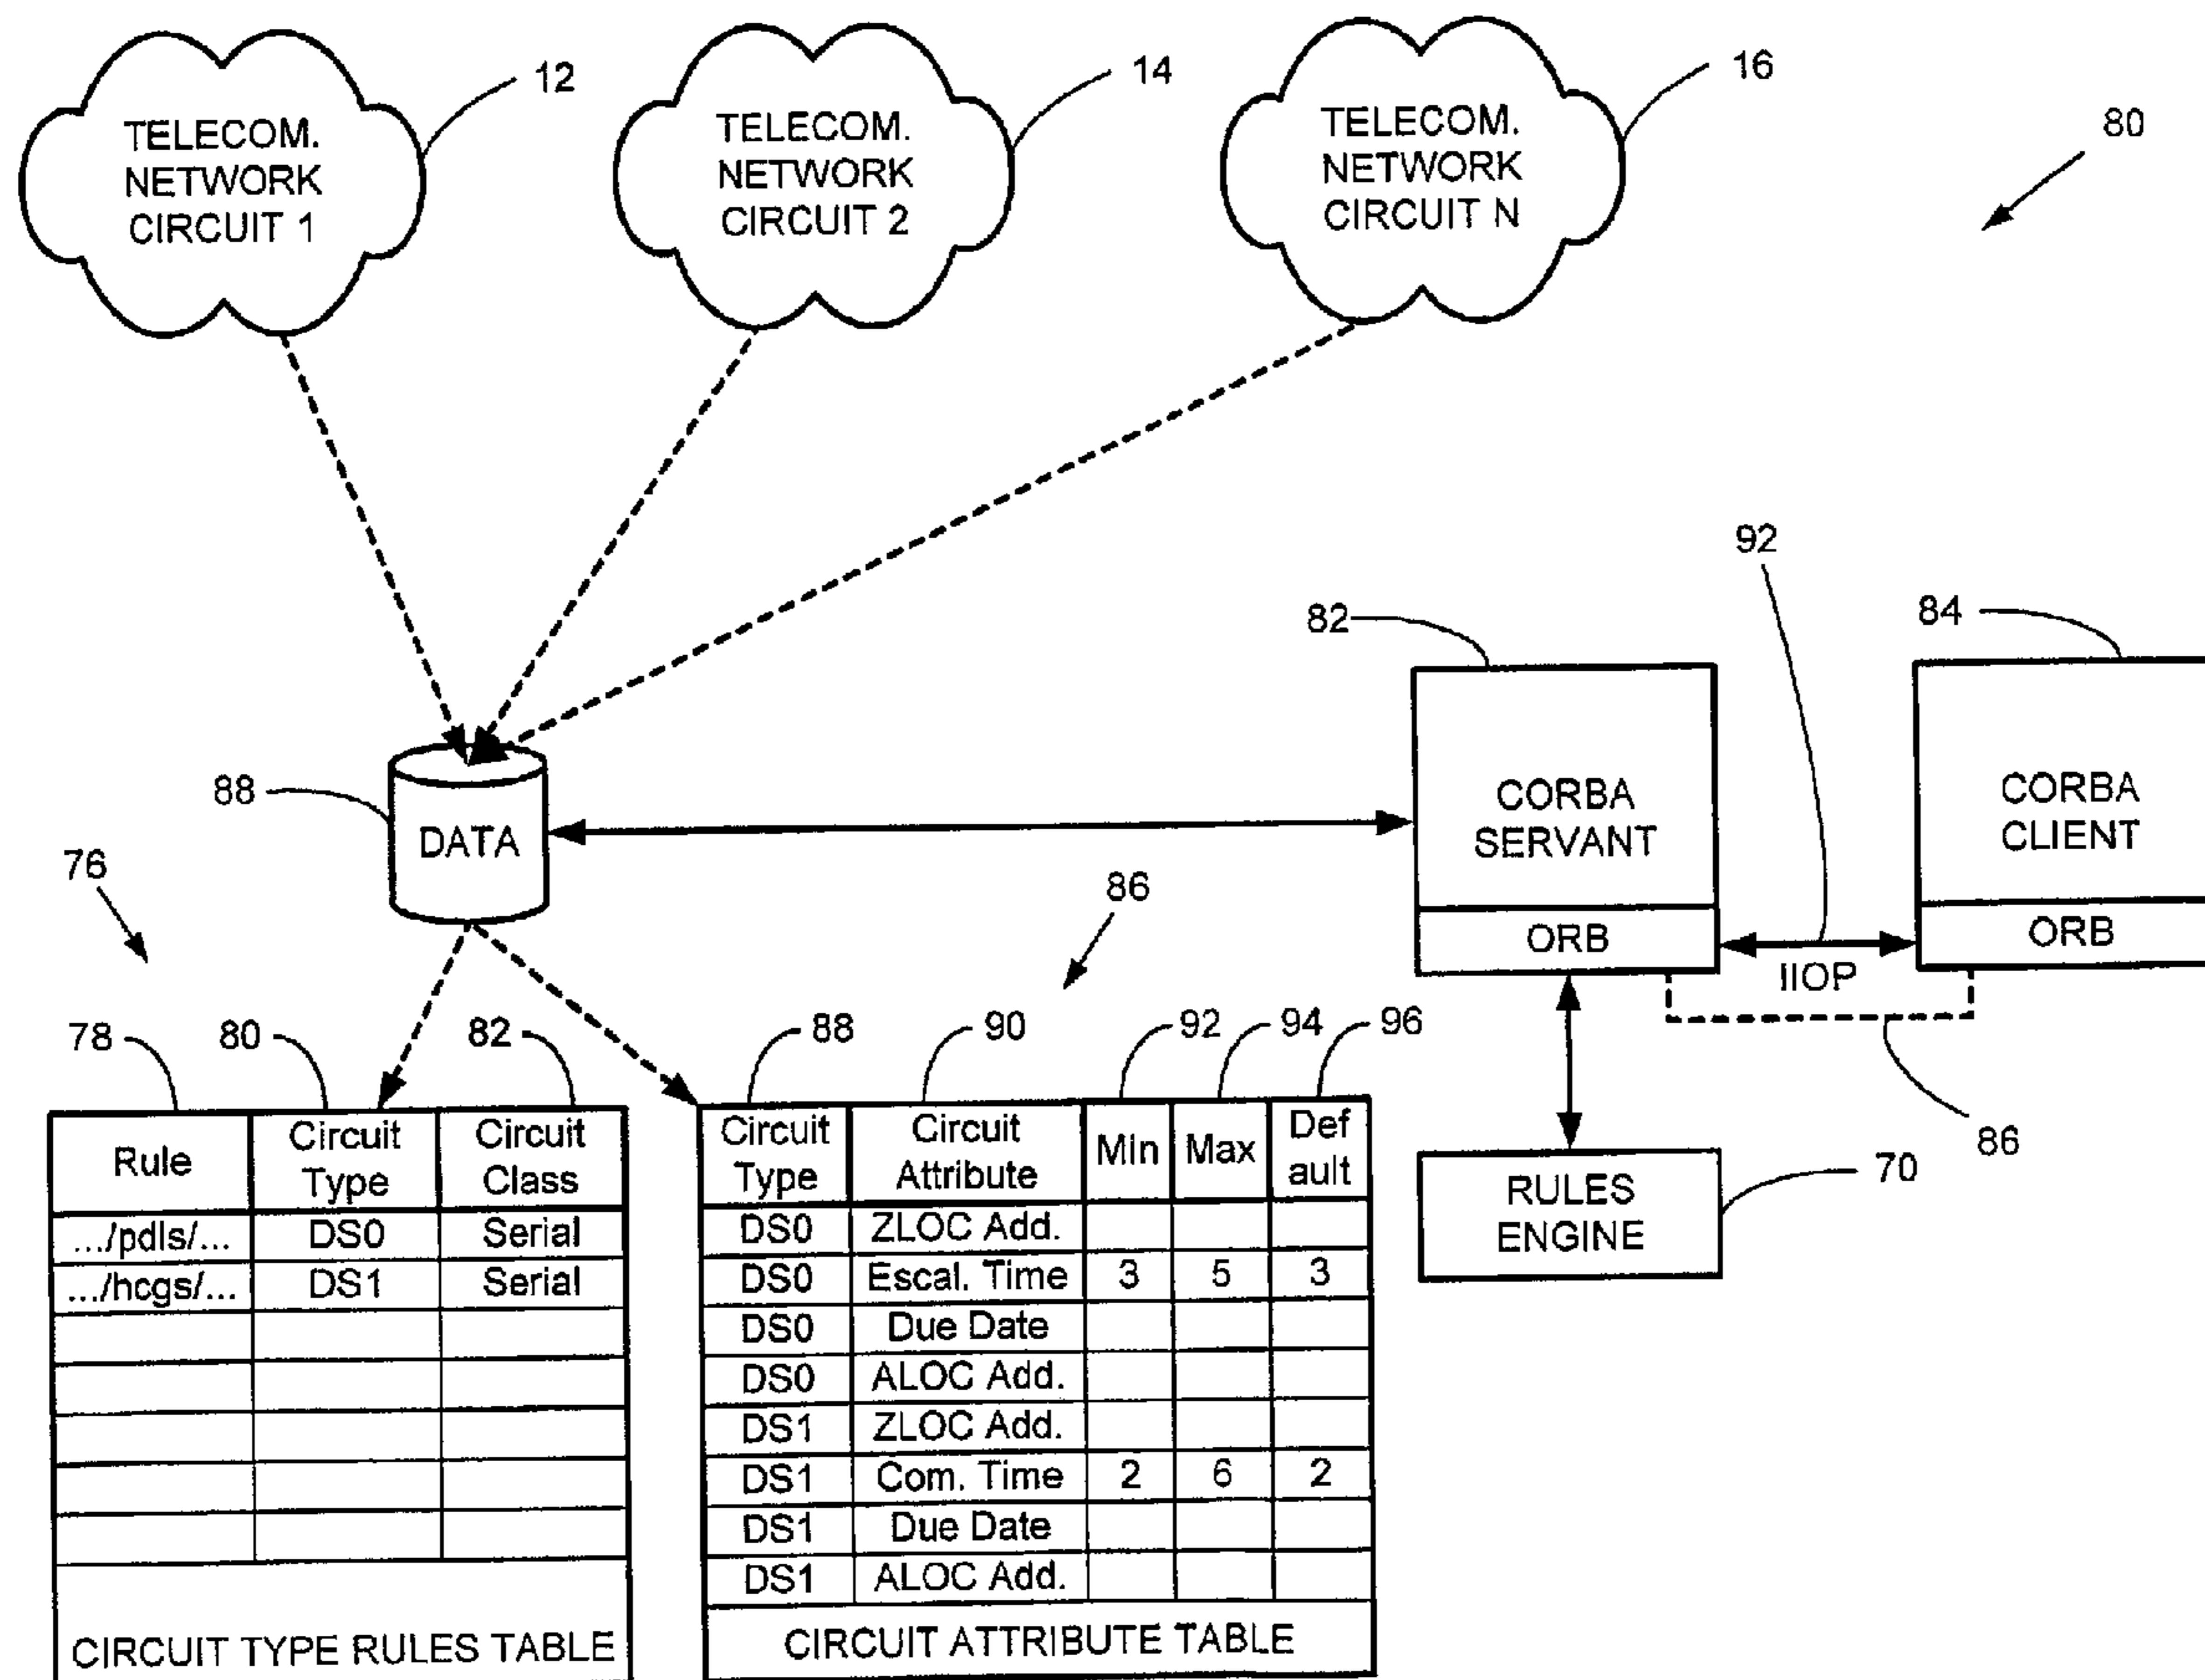 TELECOM.
NETWORK
CIRCUIT 1
12
TELECOM.
NETWORK
CIRCUIT 2
14
TELECOM.
NETWORK
CIRCUIT N
16
80
92
82
84
88
DATA
CORBA
SERVANT
ORB
CORBA
CLIENT
ORB
IIOP
86
76
86
78
80
82
88
90
92
94
96
RULES
ENGINE
70
Rule
Circuit
Type
Circuit
Class
.../pdls/... DS0 Serial
.../hcgs/... DS1 Serial
CIRCUIT TYPE RULES TABLE
Circuit
Type
Circuit
Attribute
Min
Max
Def
ault
DS0 ZLOC Add.
DS0 Escal. Time 3 5 3
DS0 Due Date
DS0 ALOC Add.
DS1 ZLOC Add.
DS1 Com. Time 2 6 2
DS1 Due Date
DS1 ALOC Add.
CIRCUIT ATTRIBUTE TABLE